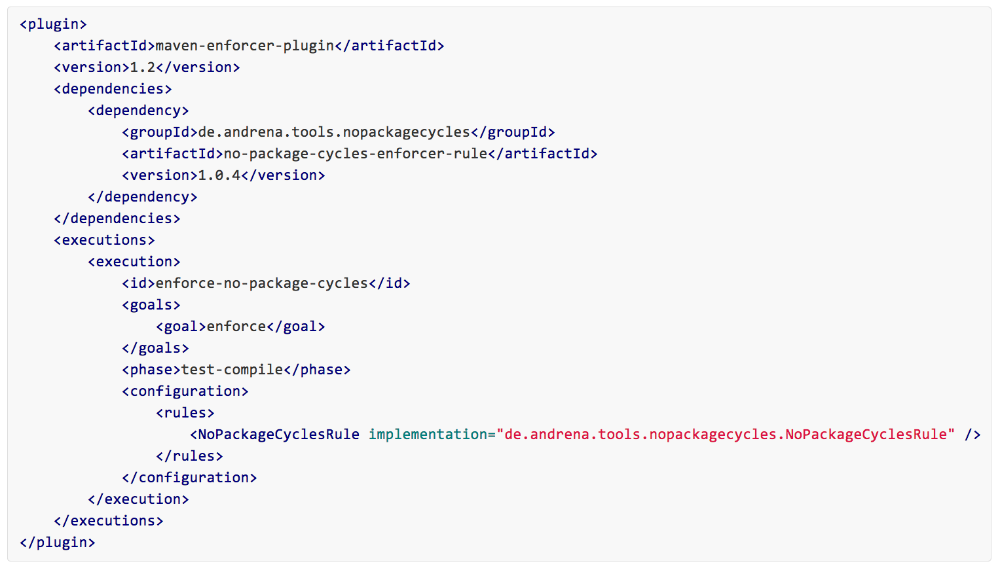 <plugin>
    <artifactId>maven-enforcer-plugin</artifactId>
    <version>1.2</version>
    <dependencies>
        <dependency>
            <groupId>de.andrena.tools.nopackagecycles</groupId>
            <artifactId>no-package-cycles-enforcer-rule</artifactId>
            <version>1.0.4</version>
        </dependency>
    </dependencies>
    <executions>
        <execution>
            <id>enforce-no-package-cycles</id>
            <goals>
                <goal>enforce</goal>
            </goals>
            <phase>test-compile</phase>
            <configuration>
                <rules>
                    <NoPackageCyclesRule implementation="de.andrena.tools.nopackagecycles.NoPackageCyclesRule" />
                </rules>
            </configuration>
        </execution>
    </executions>
</plugin>